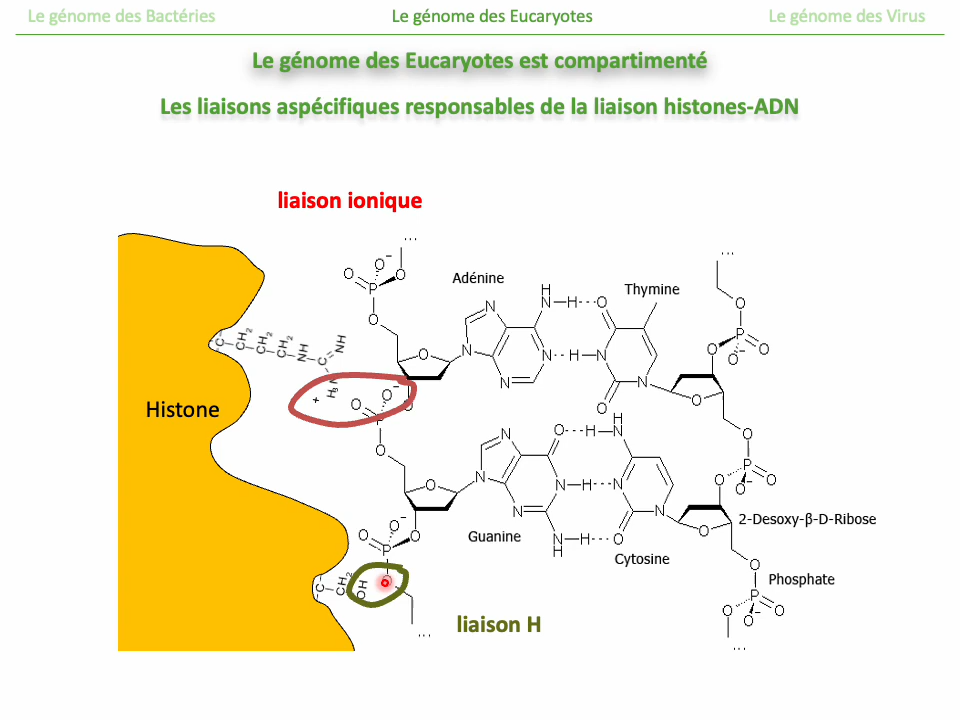 Le génome des Bactéries
Le génome des Eucaryotes
Le génome des Virus
Le génome des Eucaryotes est compartimenté
Les liaisons aspécifiques responsables de la liaison histones-ADN
liaison ionique
Adénine
Thymine
Histone
Guanine
Cytosine
2-Desoxy-β-D-Ribose
Phosphate
liaison H